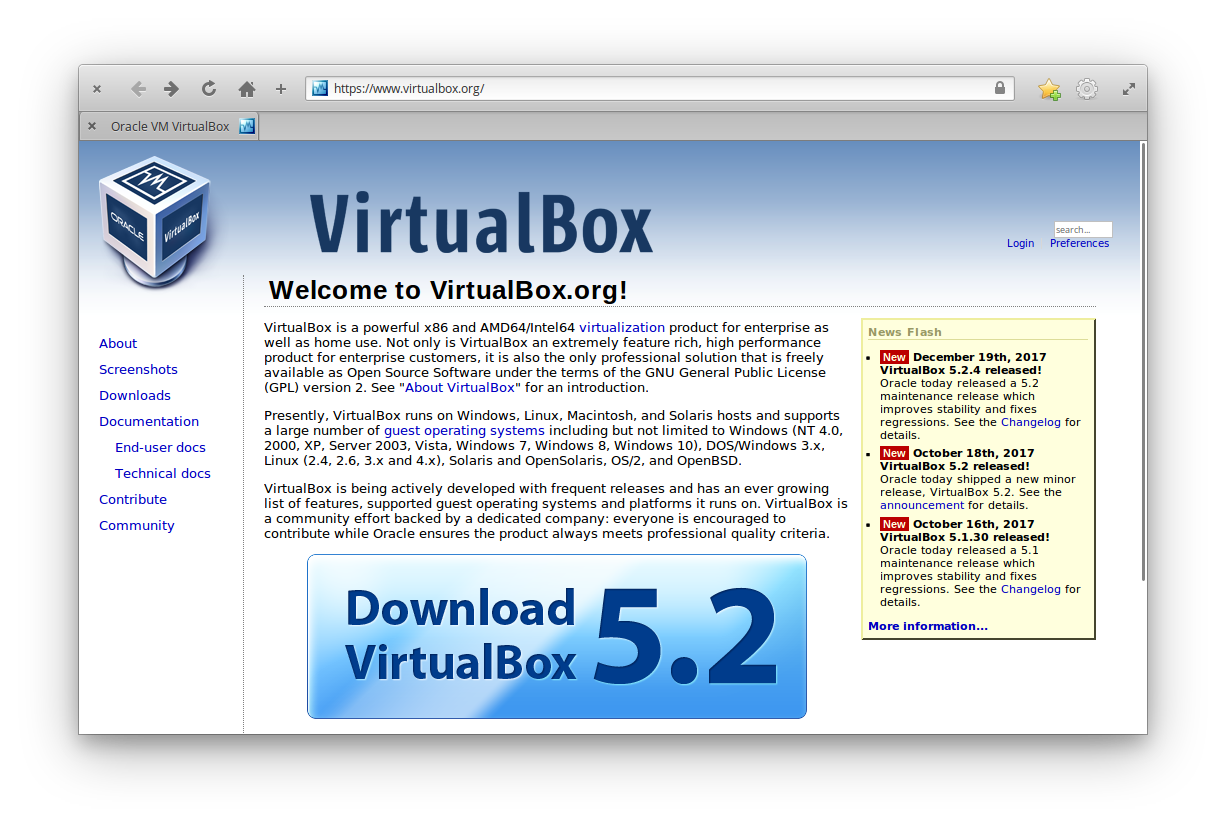 https://www.virtualbox.org/
Oracle VM VirtualBox
ORACLE
VirtualBox
VirtualBox
search...
Login Preferences
Welcome to VirtualBox.org!
About
Screenshots
Downloads
Documentation
End-user docs
Technical docs
Contribute
Community
VirtualBox is a powerful x86 and AMD64/Intel64 virtualization product for enterprise as
well as home use. Not only is VirtualBox an extremely feature rich, high performance
product for enterprise customers, it is also the only professional solution that is freely
available as Open Source Software under the terms of the GNU General Public License
(GPL) version 2. See "About VirtualBox" for an introduction.
Presently, VirtualBox runs on Windows, Linux, Macintosh, and Solaris hosts and supports
a large number of guest operating systems including but not limited to Windows (NT 4.0,
2000, XP, Server 2003, Vista, Windows 7, Windows 8, Windows 10), DOS/Windows 3.x,
Linux (2.4, 2.6, 3.x and 4.x), Solaris and OpenSolaris, OS/2, and OpenBSD.
VirtualBox is being actively developed with frequent releases and has an ever growing
list of features, supported guest operating systems and platforms it runs on. VirtualBox is
a community effort backed by a dedicated company: everyone is encouraged to
contribute while Oracle ensures the product always meets professional quality criteria.
Download
VirtualBox
5.2
News Flash
New December 19th, 2017
VirtualBox 5.2.4 released!
Oracle today released a 5.2
maintenance release which
improves stability and fixes
regressions. See the Changelog for
details.
New October 18th, 2017
VirtualBox 5.2 released!
Oracle today shipped a new minor
release, VirtualBox 5.2. See the
announcement for details.
New October 16th, 2017
VirtualBox 5.1.30 released!
Oracle today released a 5.1
maintenance release which
improves stability and fixes
regressions. See the Changelog for
details.
More information...